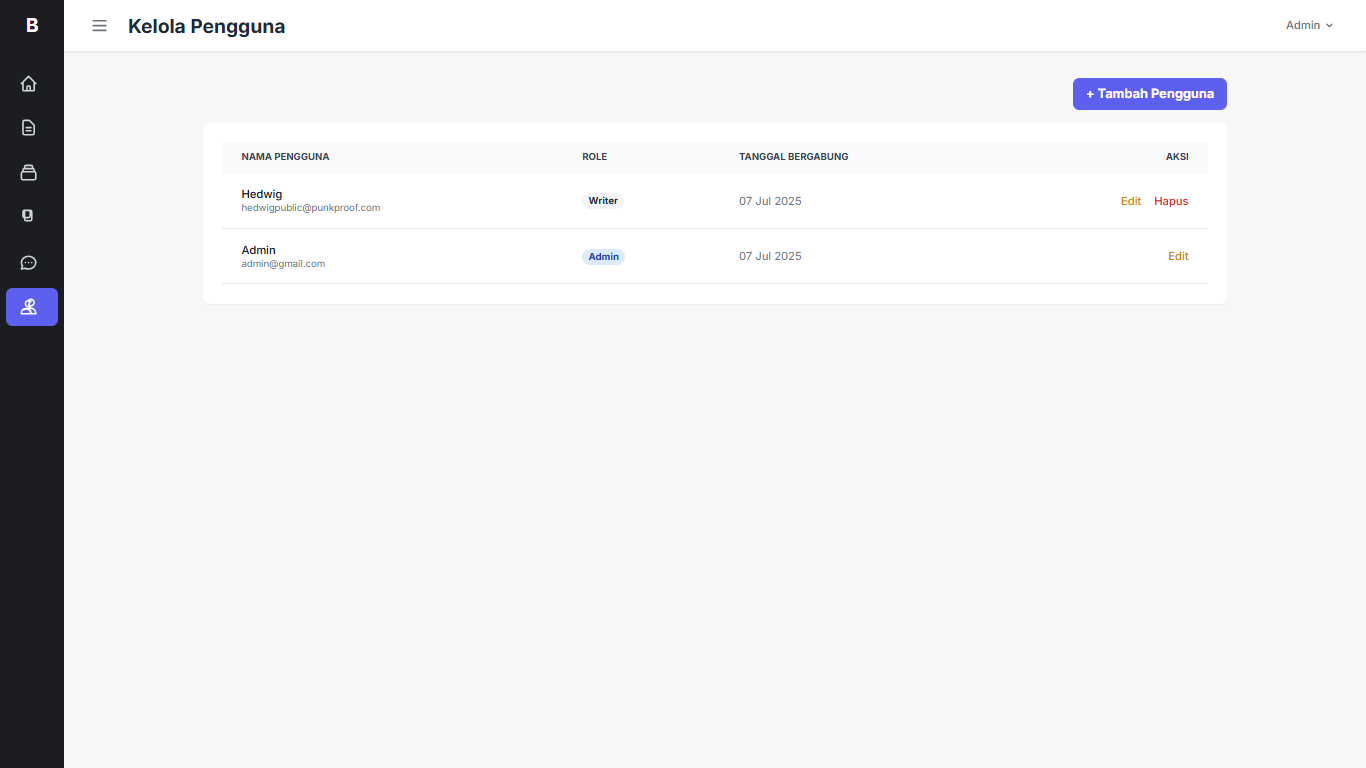 B
Kelola Pengguna
Admin
+ Tambah Pengguna
NAMA PENGGUNA ROLE TANGGAL BERGABUNG AKSI
Hedwig
hedwigpublic@punkproof.com
Writer
07 Jul 2025
Edit Hapus
Admin
admin@gmail.com
Admin
07 Jul 2025
Edit